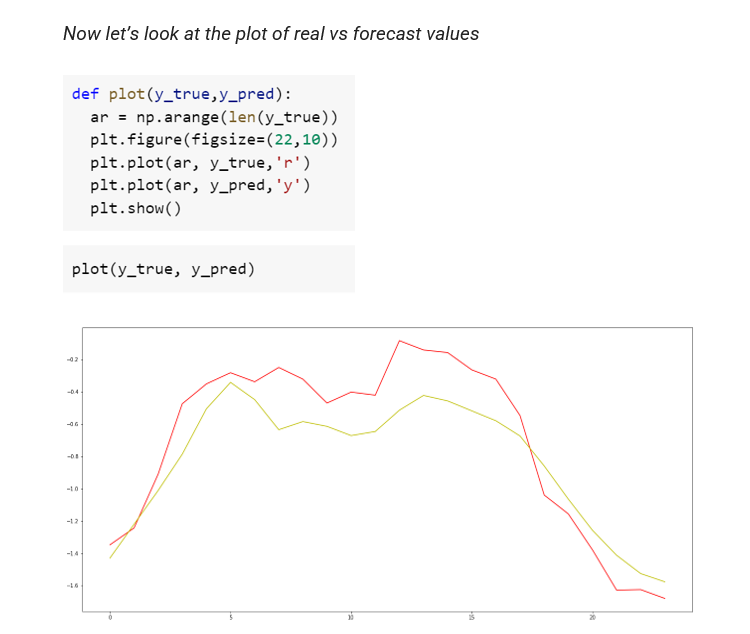 Now let's look at the plot of real vs forecast values
def plot(y_true,y_pred):
  ar = np.arange(len(y_true))
  plt.figure(figsize=(22,10))
  plt.plot(ar, y_true,'r')
  plt.plot(ar, y_pred,'y')
  plt.show()
plot(y_true, y_pred)
−0.2
−0.4
−0.6
−0.8
−1.0
−1.2
−1.4
−1.6
0 5 10 15 20